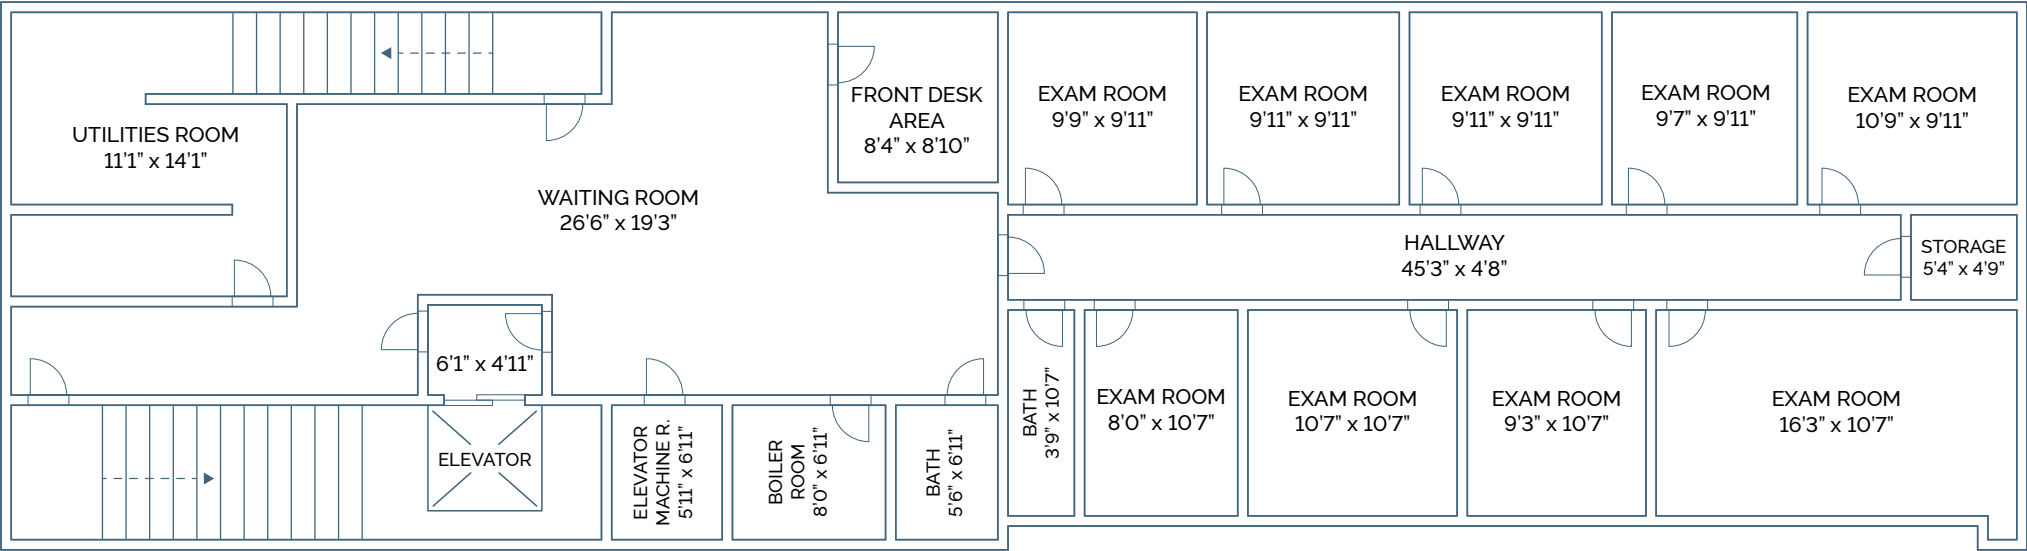 UTILITIES ROOM
11'1" x 14'1"
WAITING ROOM
26'6" x 19'3"
FRONT DESK
AREA
8'4" x 8'10"
EXAM ROOM
9'9" x 9'11"
EXAM ROOM
9'11" x 9'11"
EXAM ROOM
9'11" x 9'11"
EXAM ROOM
9'7" x 9'11"
EXAM ROOM
10'9" x 9'11"
HALLWAY
45'3" x 4'8"
STORAGE
5'4" x 4'9"
6'1" x 4'11"
ELEVATOR
ELEVATOR
MACHINE R.
5'11" x 6'11"
BOILER
ROOM
8'0" x 6'11"
BATH
5'6" x 6'11"
BATH
3'9" x 10'7"
EXAM ROOM
8'0" x 10'7"
EXAM ROOM
10'7" x 10'7"
EXAM ROOM
9'3" x 10'7"
EXAM ROOM
16'3" x 10'7"